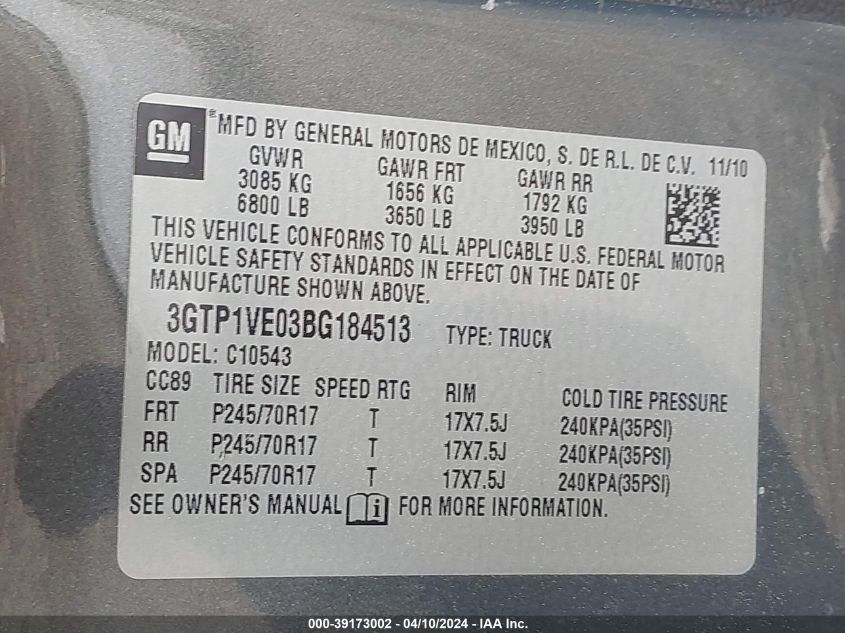 GM ®MFD BY GENERAL MOTORS DE MEXICO, S. DE R.L. DE C.V. 11/10
GVWR GAWR FRT GAWR RR
3085 KG 1656 KG 1792 KG
6800 LB 3650 LB 3950 LB
THIS VEHICLE CONFORMS TO ALL APPLICABLE U.S. FEDERAL MOTOR
VEHICLE SAFETY STANDARDS IN EFFECT ON THE DATE OF
MANUFACTURE SHOWN ABOVE.
3GTP1VE03BG184513 TYPE: TRUCK
MODEL: C10543
CC89 TIRE SIZE SPEED RTG RIM COLD TIRE PRESSURE
FRT P245/70R17 T 17X7.5J 240KPA(35PSI)
RR P245/70R17 T 17X7.5J 240KPA(35PSI)
SPA P245/70R17 T 17X7.5J 240KPA(35PSI)
SEE OWNER'S MANUAL i FOR MORE INFORMATION.
000-39173002 - 04/10/2024 - IAA Inc.